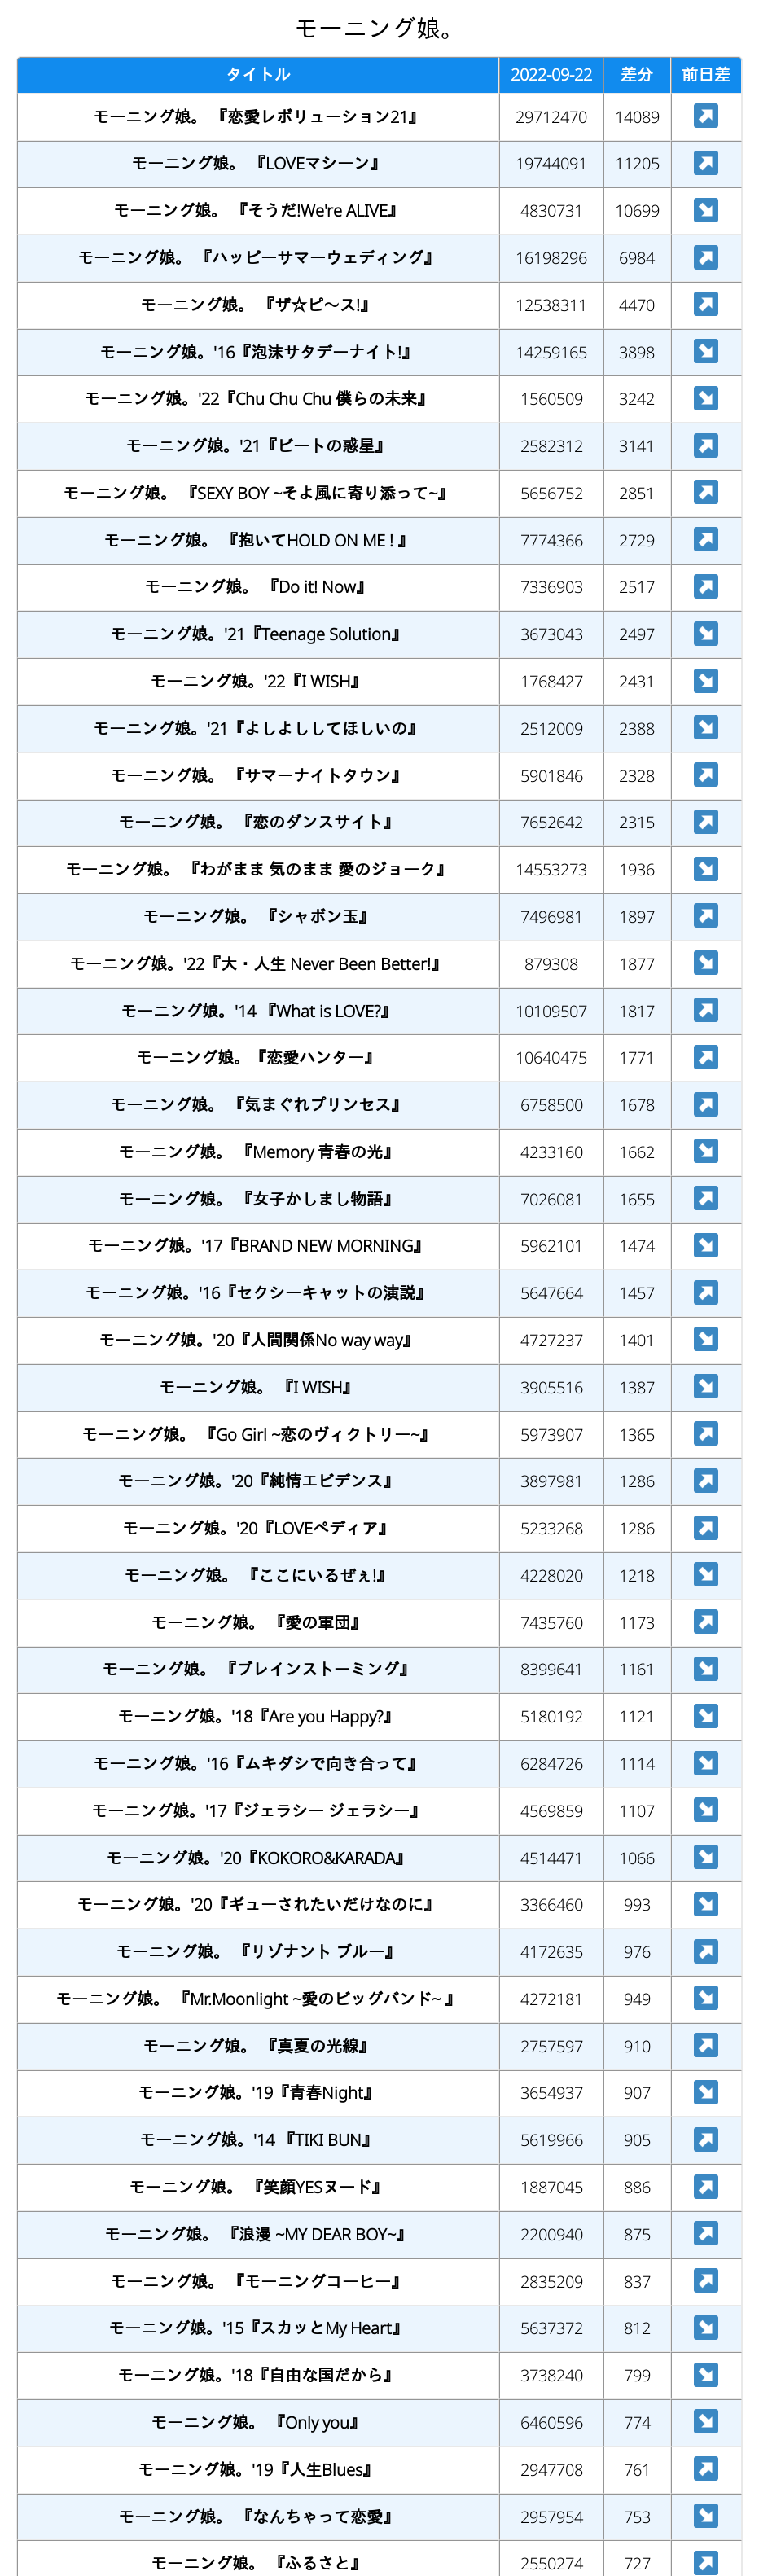 モーニング娘。
タイトル 2022-09-22 差分 前日差
モーニング娘。 『恋愛レボリューション21』 29712470 14089 ↗
モーニング娘。 『LOVEマシーン』 19744091 11205 ↗
モーニング娘。 『そうだ!We're ALIVE』 4830731 10699 ↘
モーニング娘。 『ハッピーサマーウェディング』 16198296 6984 ↗
モーニング娘。 『ザ☆ピ〜ス!』 12538311 4470 ↗
モーニング娘。'16『泡沫サタデーナイト!』 14259165 3898 ↘
モーニング娘。'22『Chu Chu Chu 僕らの未来』 1560509 3242 ↘
モーニング娘。'21『ビートの惑星』 2582312 3141 ↗
モーニング娘。 『SEXY BOY ~そよ風に寄り添って~』 5656752 2851 ↗
モーニング娘。 『抱いてHOLD ON ME ! 』 7774366 2729 ↗
モーニング娘。 『Do it! Now』 7336903 2517 ↗
モーニング娘。'21『Teenage Solution』 3673043 2497 ↘
モーニング娘。'22『I WISH』 1768427 2431 ↘
モーニング娘。'21『よしよししてほしいの』 2512009 2388 ↘
モーニング娘。 『サマーナイトタウン』 5901846 2328 ↗
モーニング娘。 『恋のダンスサイト』 7652642 2315 ↗
モーニング娘。 『わがまま 気のまま 愛のジョーク』 14553273 1936 ↘
モーニング娘。 『シャボン玉』 7496981 1897 ↗
モーニング娘。'22『大・人生 Never Been Better!』 879308 1877 ↘
モーニング娘。'14 『What is LOVE?』 10109507 1817 ↗
モーニング娘。『恋愛ハンター』 10640475 1771 ↗
モーニング娘。 『気まぐれプリンセス』 6758500 1678 ↗
モーニング娘。 『Memory 青春の光』 4233160 1662 ↘
モーニング娘。 『女子かしまし物語』 7026081 1655 ↗
モーニング娘。'17『BRAND NEW MORNING』 5962101 1474 ↘
モーニング娘。'16『セクシーキャットの演説』 5647664 1457 ↗
モーニング娘。'20『人間関係No way way』 4727237 1401 ↘
モーニング娘。 『I WISH』 3905516 1387 ↘
モーニング娘。 『Go Girl ~恋のヴィクトリー~』 5973907 1365 ↗
モーニング娘。'20『純情エビデンス』 3897981 1286 ↗
モーニング娘。'20『LOVEペディア』 5233268 1286 ↗
モーニング娘。 『ここにいるぜぇ!』 4228020 1218 ↘
モーニング娘。 『愛の軍団』 7435760 1173 ↗
モーニング娘。 『ブレインストーミング』 8399641 1161 ↘
モーニング娘。'18『Are you Happy?』 5180192 1121 ↘
モーニング娘。'16『ムキダシで向き合って』 6284726 1114 ↘
モーニング娘。'17『ジェラシー ジェラシー』 4569859 1107 ↘
モーニング娘。'20『KOKORO&KARADA』 4514471 1066 ↘
モーニング娘。'20『ギューされたいだけなのに』 3366460 993 ↘
モーニング娘。 『リゾナント ブルー』 4172635 976 ↗
モーニング娘。 『Mr.Moonlight ~愛のビッグバンド~ 』 4272181 949 ↘
モーニング娘。 『真夏の光線』 2757597 910 ↗
モーニング娘。'19『青春Night』 3654937 907 ↘
モーニング娘。'14 『TIKI BUN』 5619966 905 ↗
モーニング娘。 『笑顔YESヌード』 1887045 886 ↗
モーニング娘。 『浪漫 ~MY DEAR BOY~』 2200940 875 ↗
モーニング娘。 『モーニングコーヒー』 2835209 837 ↗
モーニング娘。'15『スカッとMy Heart』 5637372 812 ↘
モーニング娘。'18『自由な国だから』 3738240 799 ↘
モーニング娘。 『Only you』 6460596 774 ↘
モーニング娘。'19『人生Blues』 2947708 761 ↗
モーニング娘。 『なんちゃって恋愛』 2957954 753 ↘
モーニング娘。 『ふるさと』 2550274 727 ↗